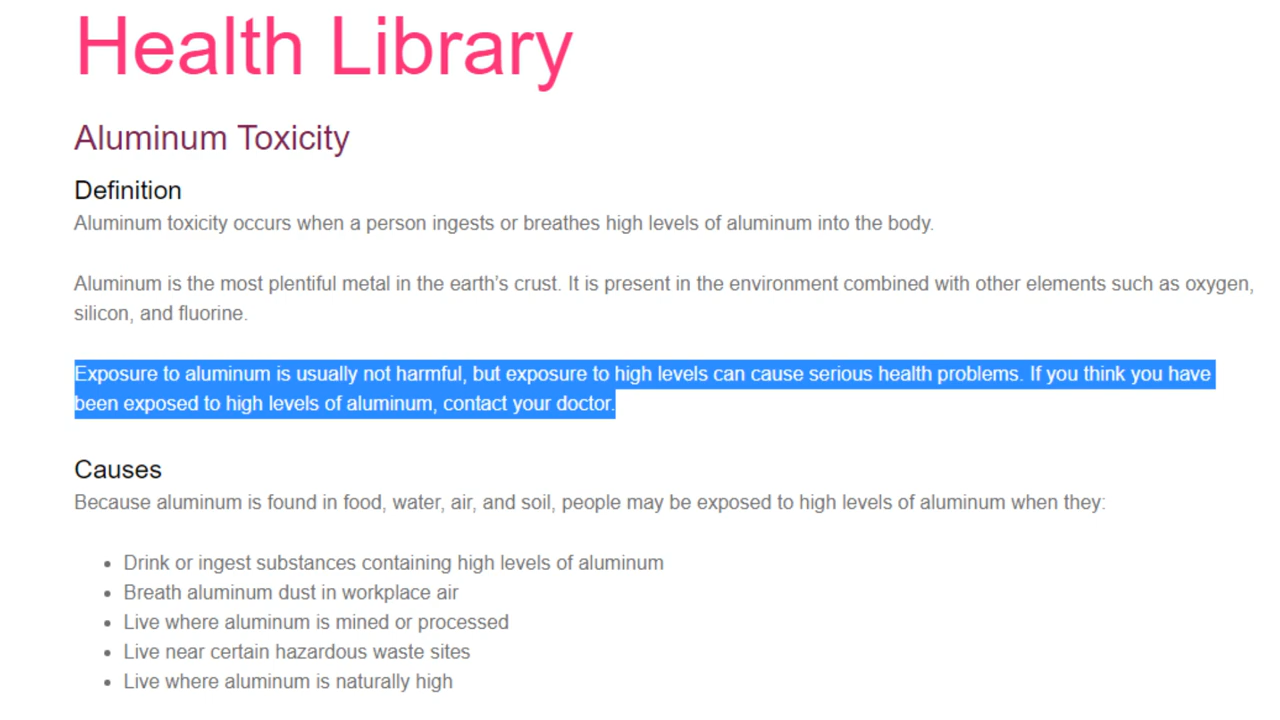 Health Library
Aluminum Toxicity
Definition
Aluminum toxicity occurs when a person ingests or breathes high levels of aluminum into the body.
Aluminum is the most plentiful metal in the earth’s crust. It is present in the environment combined with other elements such as oxygen,
silicon, and fluorine.
Exposure to aluminum is usually not harmful, but exposure to high levels can cause serious health problems. If you think you have
been exposed to high levels of aluminum, contact your doctor.
Causes
Because aluminum is found in food, water, air, and soil, people may be exposed to high levels of aluminum when they:
• Drink or ingest substances containing high levels of aluminum
• Breath aluminum dust in workplace air
• Live where aluminum is mined or processed
• Live near certain hazardous waste sites
• Live where aluminum is naturally high